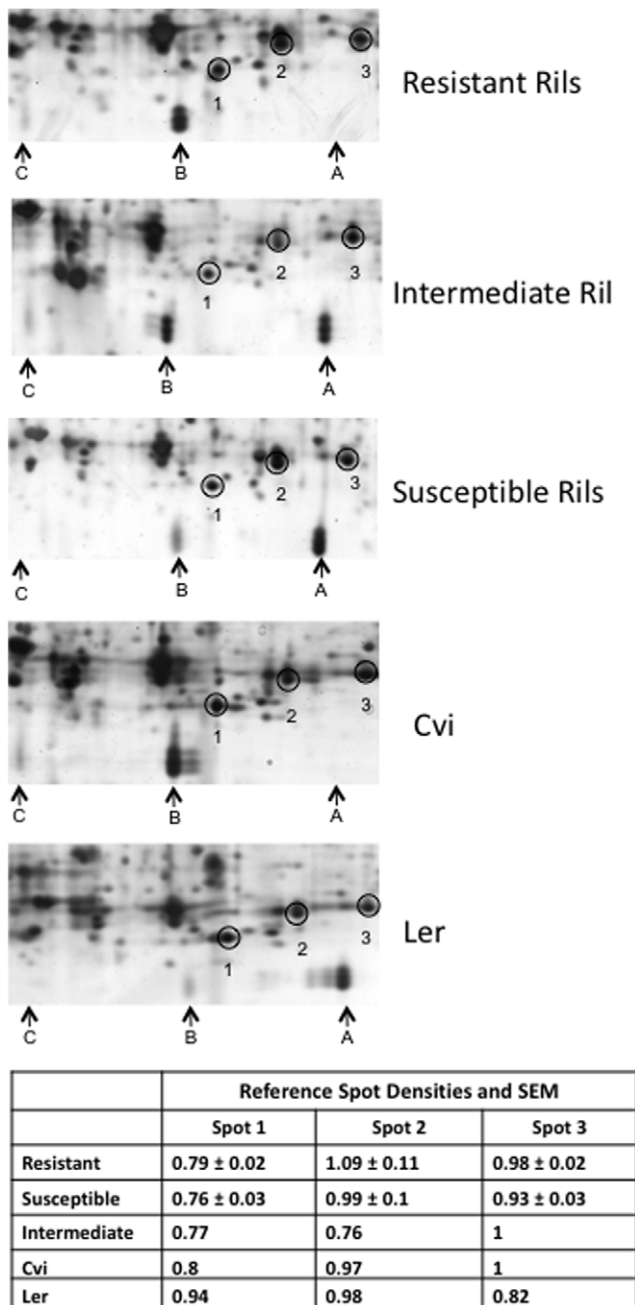 1 2 3
Resistant Rils
C B A
1 2 3
Intermediate Ril
C B A
1 2 3
Susceptible Rils
C B A
1 2 3
Cvi
C B A
1 2 3
Ler
C B A
Reference Spot Densities and SEM
Spot 1 Spot 2 Spot 3
Resistant 0.79 ± 0.02 1.09 ± 0.11 0.98 ± 0.02
Susceptible 0.76 ± 0.03 0.99 ± 0.1 0.93 ± 0.03
Intermediate 0.77 0.76 1
Cvi 0.8 0.97 1
Ler 0.94 0.98 0.82